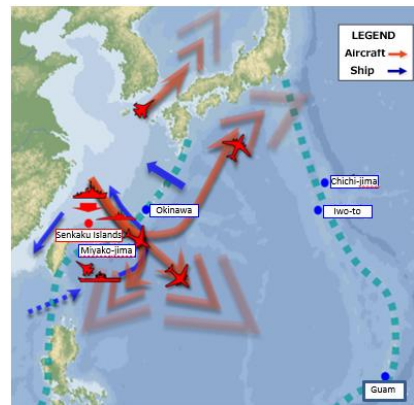 LEGEND
Aircraft
Ship
Chichi-jima
Okinawa
Iwo-to
Senkaku Islands
Miyako-jima
Guam